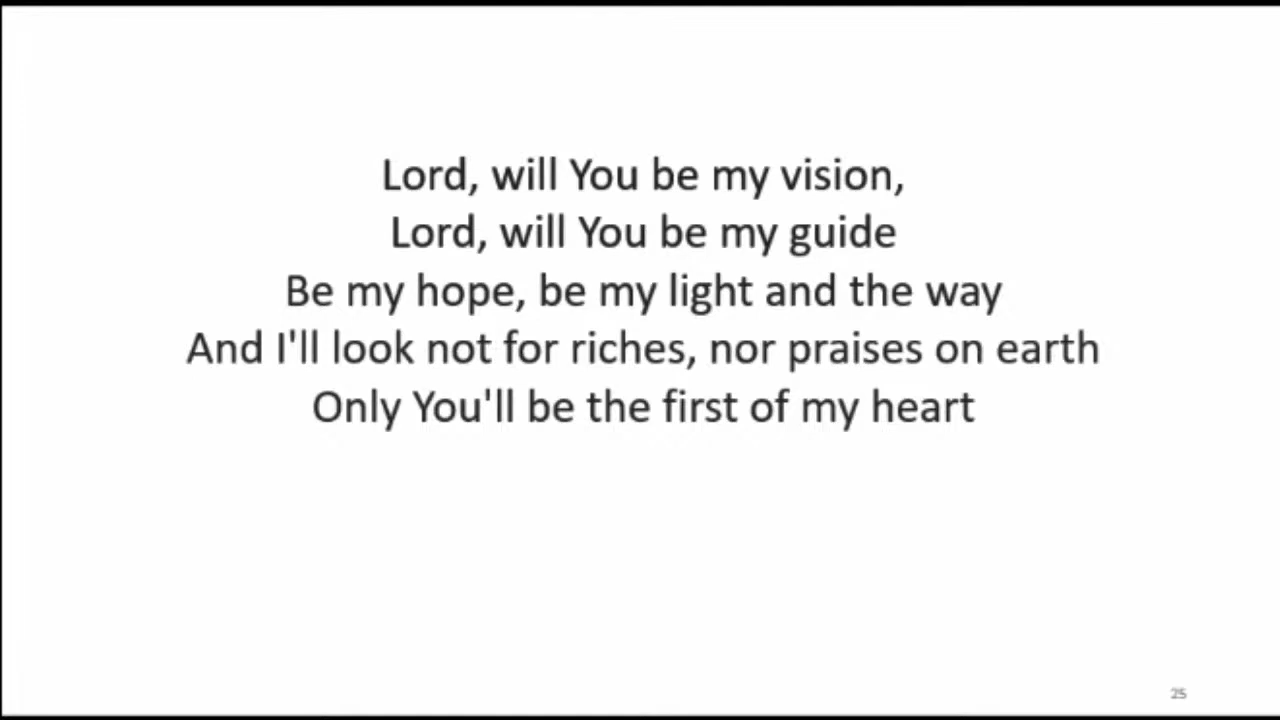 Lord, will You be my vision,
Lord, will You be my guide
Be my hope, be my light and the way
And I'll look not for riches, nor praises on earth
Only You'll be the first of my heart
25